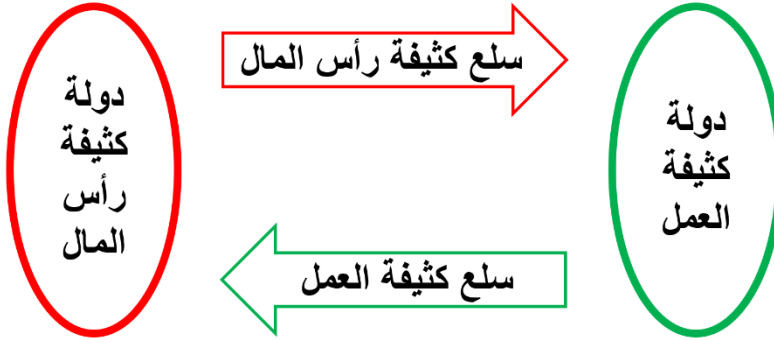 سلع كثيفة رأس المال
دولة
كثيفة
العمل
دولة
كثيفة
رأس
المال
سلع كثيفة العمل